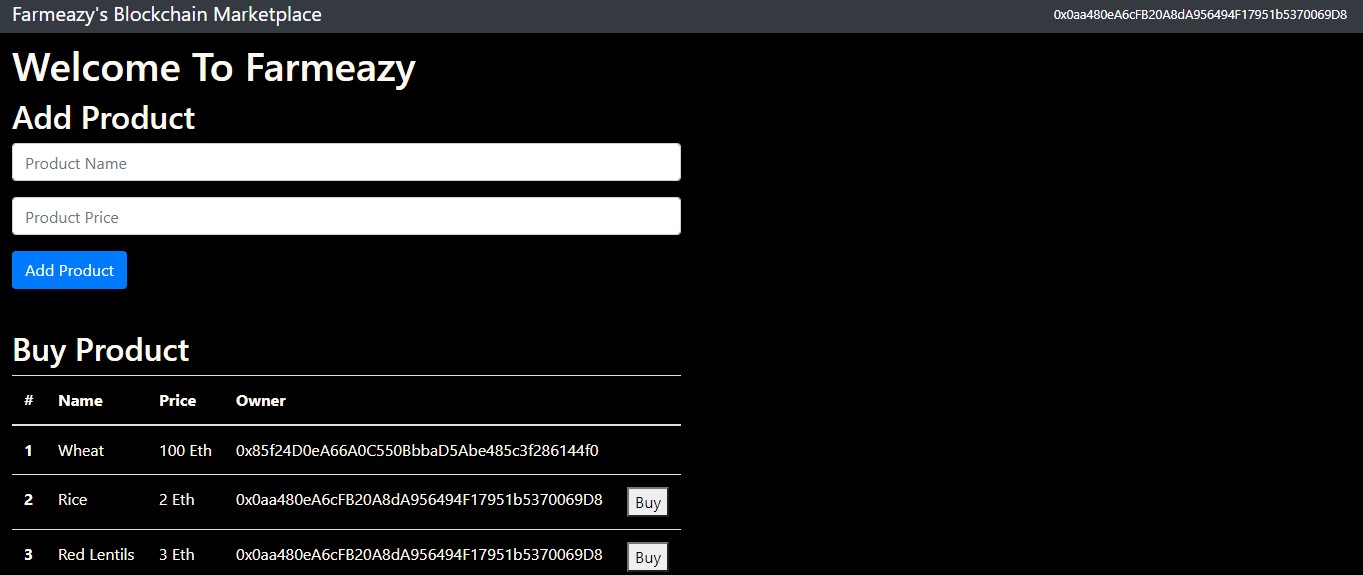 Farmeazy's Blockchain Marketplace 0x0aa480eA6cFB20A8dA956494F17951b5370069D8
Welcome To Farmeazy
Add Product
Product Name
Product Price
Add Product
Buy Product
# Name Price Owner
1 Wheat 100 Eth 0x85f24D0eA66A0C550BbbaD5Abe485c3f286144f0
2 Rice 2 Eth 0x0aa480eA6cFB20A8dA956494F17951b5370069D8 Buy
3 Red Lentils 3 Eth 0x0aa480eA6cFB20A8dA956494F17951b5370069D8 Buy